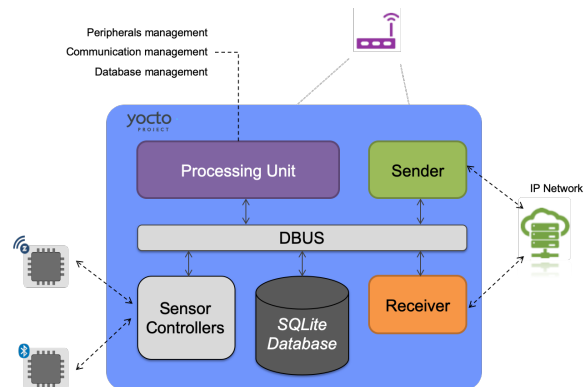 Peripherals management
Communication management
Database management
yocto
PROJECT
Processing Unit
Sender
IP Network
DBUS
Sensor
Controllers
SQLite
Database
Receiver